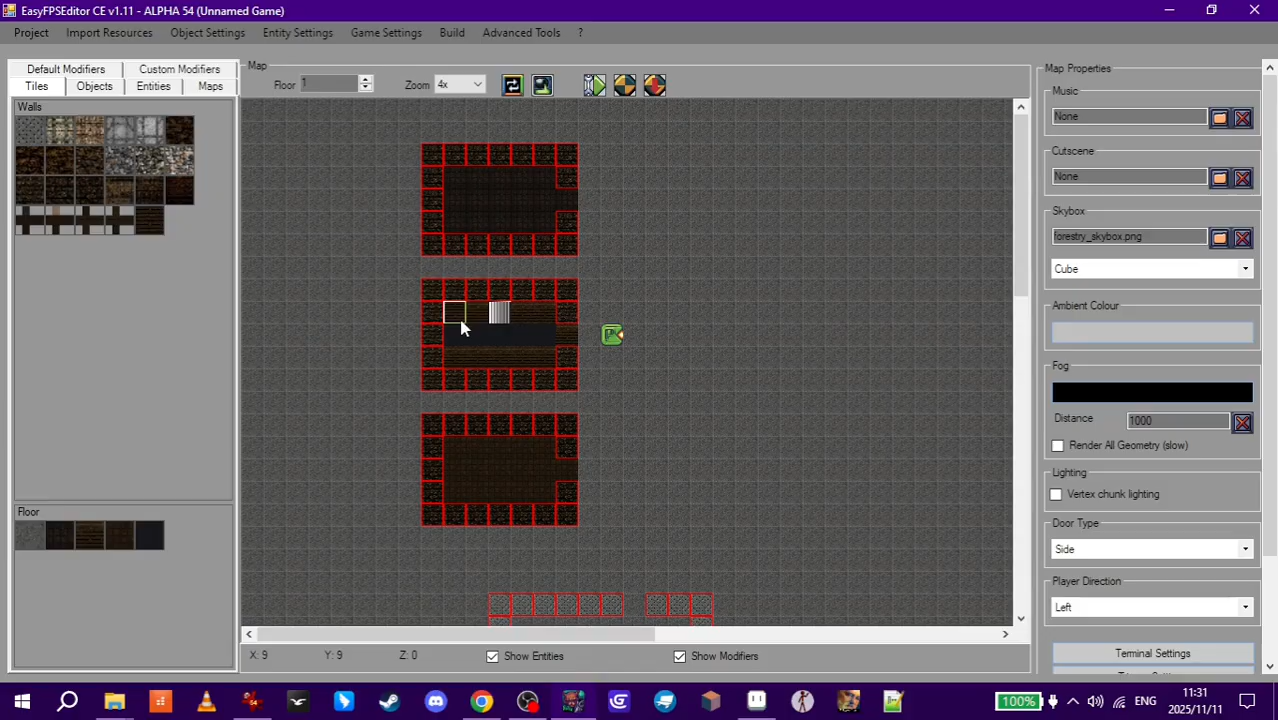 EasyFPSEditor CE v1.11 - ALPHA 54 (Unnamed Game)
Project Import Resources Object Settings Entity Settings Game Settings Build Advanced Tools ?
Default Modifiers Custom Modifiers
Tiles Objects Entities Maps
Walls
Floor
Map
Floor 1 Zoom 4x
X: 9 Y: 9 Z: 0 Show Entities Show Modifiers
Map Properties
Music
None
Cutscene
None
Skybox
forestry_skybox.png
Cube
Ambient Colour
Fog
Distance 1000
Render All Geometry (slow)
Lighting
Vertex chunk lighting
Door Type
Side
Player Direction
Left
Terminal Settings
100% ENG 11:31
2025/11/11